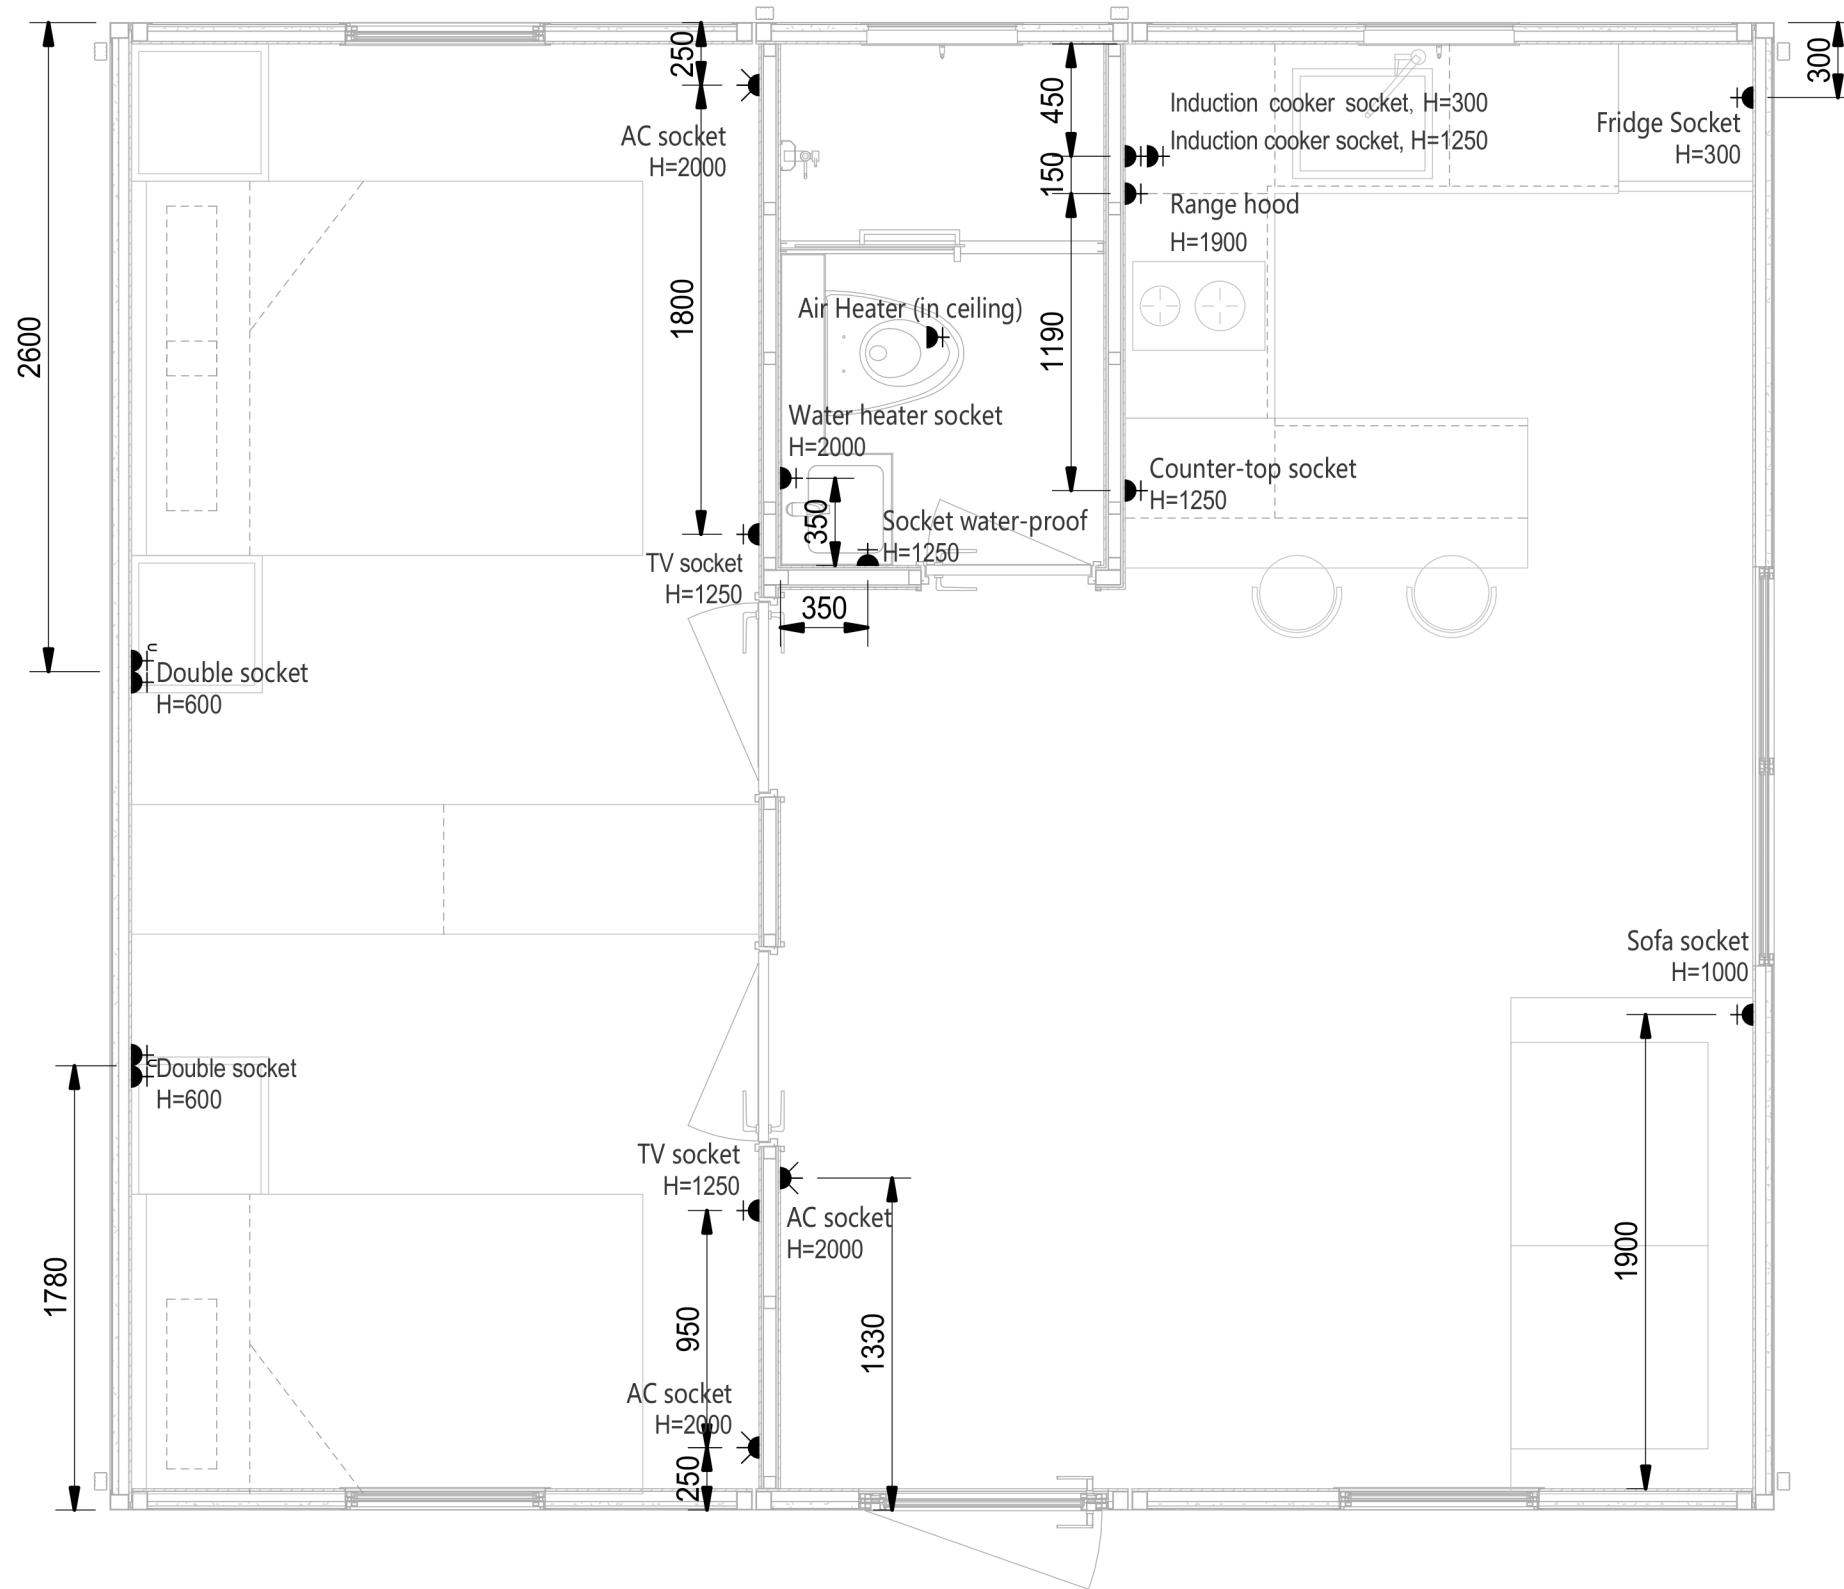 250
300
AC socket
H=2000
450
150
Induction cooker socket, H=300
Induction cooker socket, H=1250
Fridge Socket
H=300
Range hood
H=1900
2600
1800
Air Heater (in ceiling)
1190
Water heater socket
H=2000
Counter-top socket
H=1250
350
Socket water-proof
H=1250
TV socket
H=1250
350
Double socket
H=600
Sofa socket
H=1000
Double socket
H=600
TV socket
H=1250
AC socket
H=2000
1780
950
1330
1900
AC socket
H=2000
250